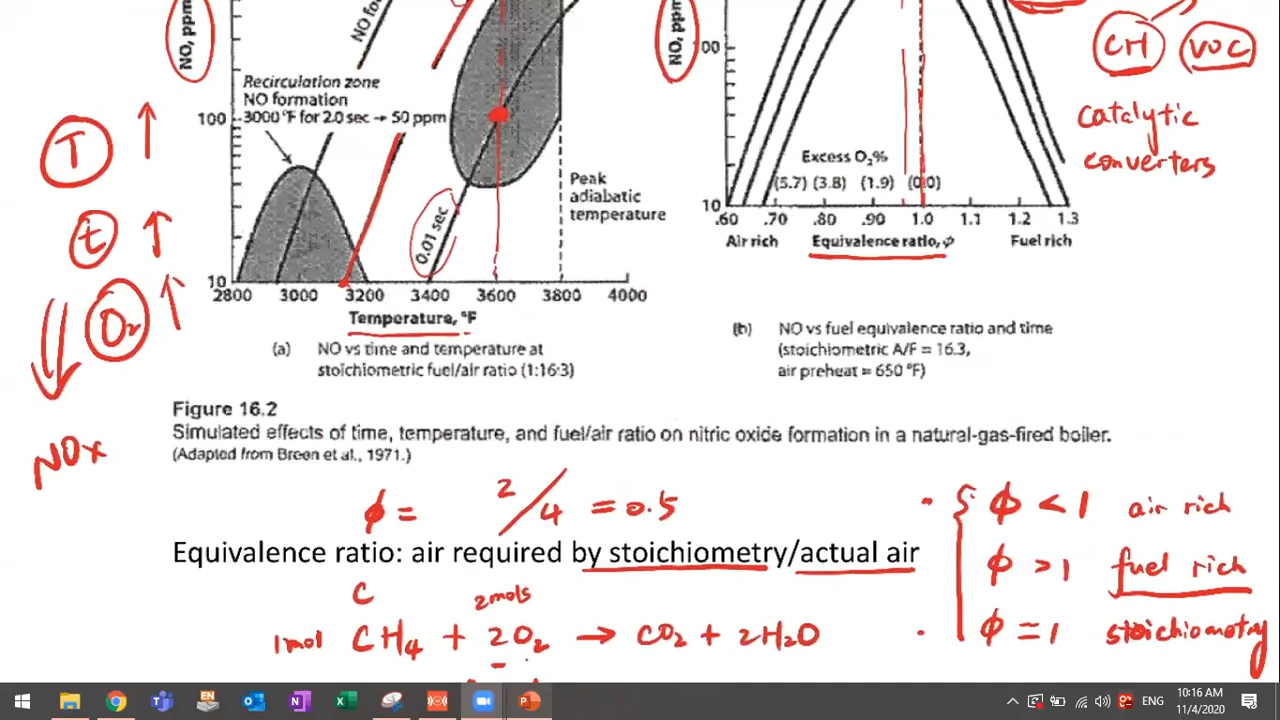 NO, ppm
NO for
Recirculation zone
NO formation
3000 °F for 2.0 sec → 50 ppm
100
10
0.01 sec
Peak
adiabatic
temperature
2800 3000 3200 3400 3600 3800 4000
Temperature, °F
(a) NO vs time and temperature at
stoichiometric fuel/air ratio (1:16·3)
NO, ppm
00
10
Excess O2%
(5.7) (3.8) (1.9) (0.0)
.60 .70 .80 .90 1.0 1.1 1.2 1.3
Air rich Equivalence ratio, ϕ Fuel rich
(b) NO vs fuel equivalence ratio and time
(stoichiometric A/F = 16.3,
air preheat = 650 °F)
CH VOC
catalytic
converters
T ↑
t ↑
O2 ↑
NOx
Figure 16.2
Simulated effects of time, temperature, and fuel/air ratio on nitric oxide formation in a natural-gas-fired boiler.
(Adapted from Breen et al., 1971.)
ϕ = 2/4 = 0.5
Equivalence ratio: air required by stoichiometry/actual air
C
2mols
1mol CH4 + 2O2 → CO2 + 2H2O
ϕ < 1 air rich
ϕ > 1 fuel rich
ϕ = 1 stoichiometry
EN
ENG
10:16 AM
11/4/2020